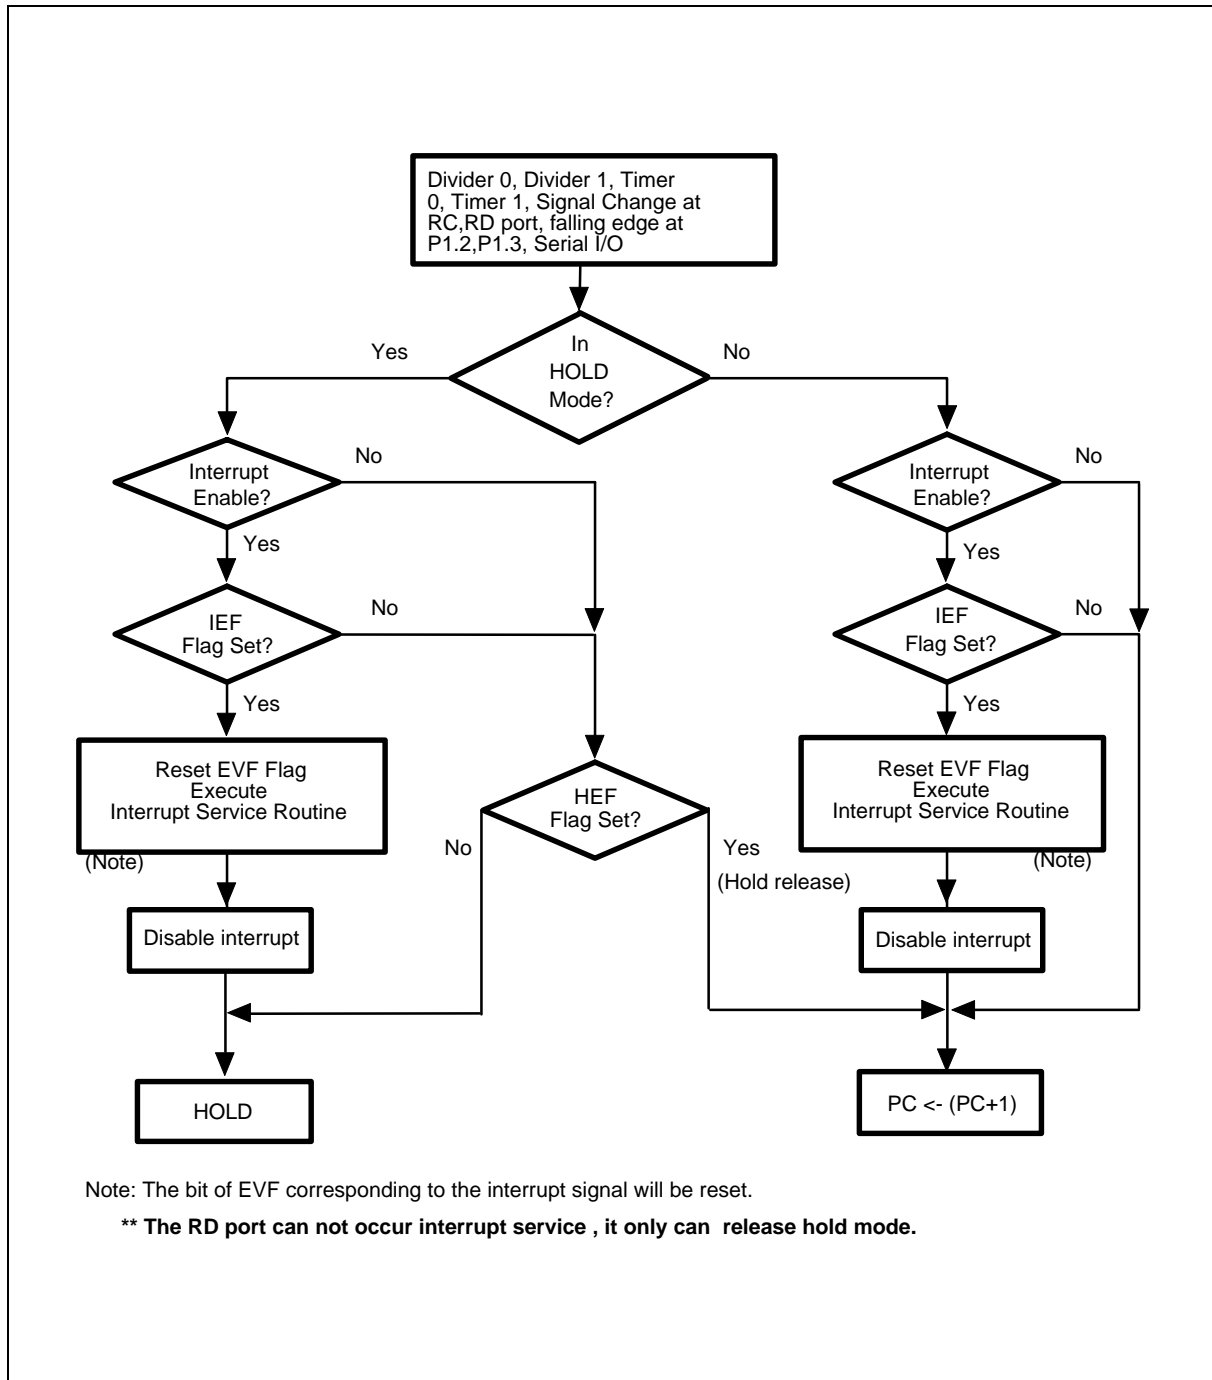 Divider 0, Divider 1, Timer
0, Timer 1, Signal Change at
RC,RD port, falling edge at
P1.2,P1.3, Serial I/O
In
HOLD
Mode?
Yes
No
Interrupt
Enable?
No
Yes
IEF
Flag Set?
No
Yes
Reset EVF Flag
Execute
Interrupt Service Routine
(Note)
Disable interrupt
HOLD
HEF
Flag Set?
No
Yes
(Hold release)
Interrupt
Enable?
No
Yes
IEF
Flag Set?
No
Yes
Reset EVF Flag
Execute
Interrupt Service Routine
(Note)
Disable interrupt
PC <- (PC+1)
Note: The bit of EVF corresponding to the interrupt signal will be reset.
** The RD port can not occur interrupt service , it only can  release hold mode.